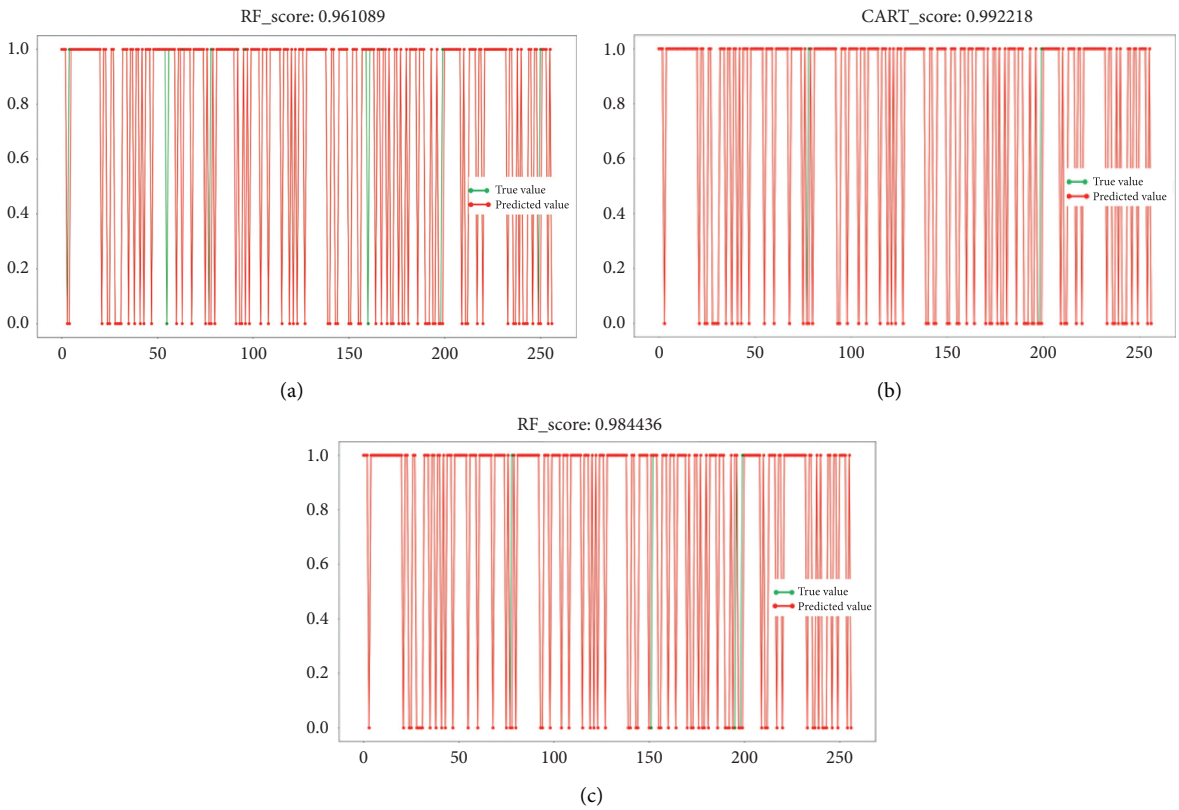 RF_score: 0.961089
1.0
0.8
0.6
0.4
0.2
0.0
True value
Predicted value
0 50 100 150 200 250
(a)
CART_score: 0.992218
1.0
0.8
0.6
0.4
0.2
0.0
True value
Predicted value
0 50 100 150 200 250
(b)
RF_score: 0.984436
1.0
0.8
0.6
0.4
0.2
0.0
True value
Predicted value
0 50 100 150 200 250
(c)